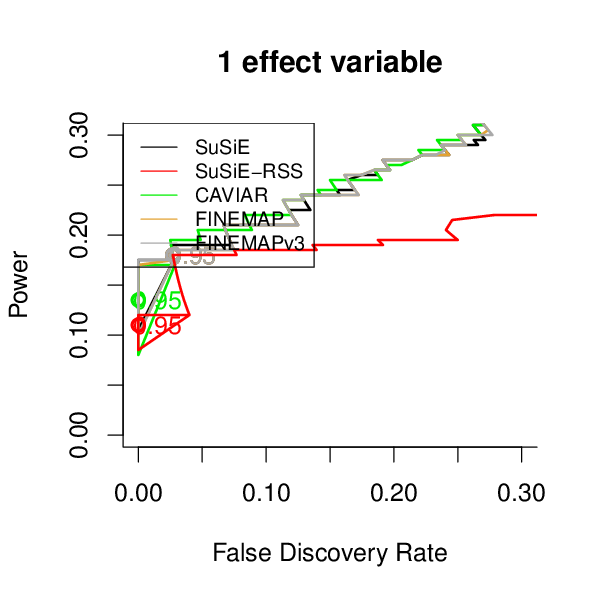 1 effect variable
SuSiE
SuSiE−RSS
CAVIAR
FINEMAP
FINEMAPv3
0.95
0.95
0.95
Power
0.00
0.10
0.20
0.30
0.00 0.10 0.20 0.30
False Discovery Rate